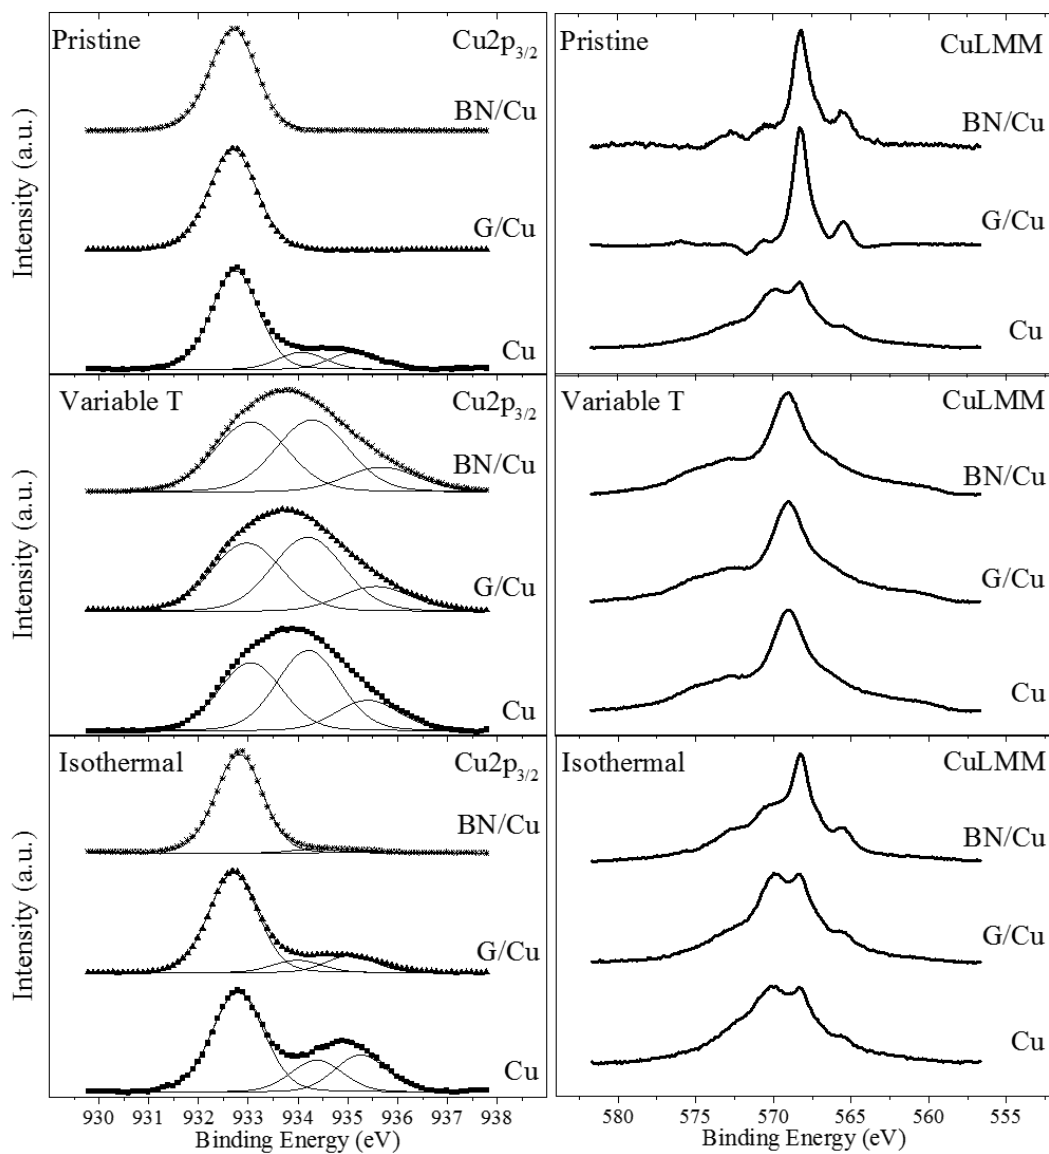 Pristine
Cu2p3/2
BN/Cu
G/Cu
Cu
Intensity (a.u.)
Pristine
CuLMM
BN/Cu
G/Cu
Cu
Variable T
Cu2p3/2
BN/Cu
G/Cu
Cu
Intensity (a.u.)
Variable T
CuLMM
BN/Cu
G/Cu
Cu
Isothermal
Cu2p3/2
BN/Cu
G/Cu
Cu
Intensity (a.u.)
930 931 932 933 934 935 936 937 938
Binding Energy (eV)
Isothermal
CuLMM
BN/Cu
G/Cu
Cu
580 575 570 565 560 555
Binding Energy (eV)